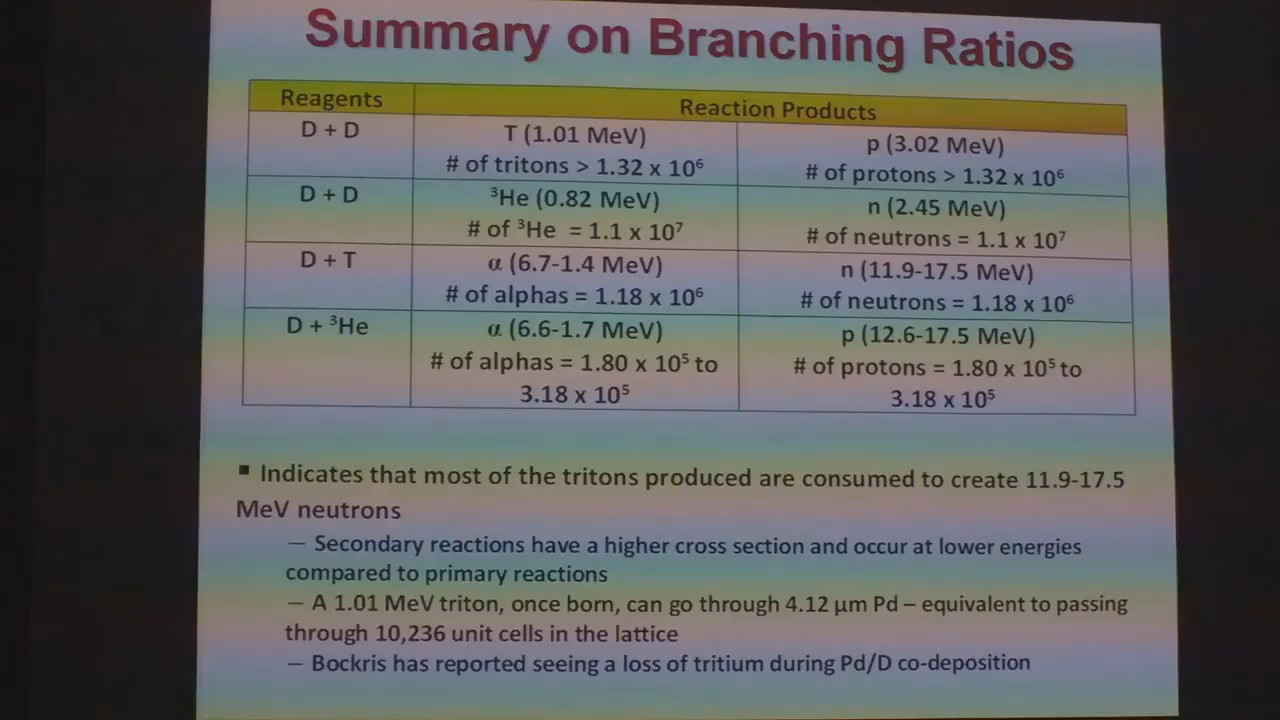 Summary on Branching Ratios
Reagents
Reaction Products
D + D
T (1.01 MeV)
# of tritons > 1.32 x 10⁶
p (3.02 MeV)
# of protons > 1.32 x 10⁶
D + D
³He (0.82 MeV)
# of ³He = 1.1 x 10⁷
n (2.45 MeV)
# of neutrons = 1.1 x 10⁷
D + T
α (6.7-1.4 MeV)
# of alphas = 1.18 x 10⁶
n (11.9-17.5 MeV)
# of neutrons = 1.18 x 10⁶
D + ³He
α (6.6-1.7 MeV)
# of alphas = 1.80 x 10⁵ to
3.18 x 10⁵
p (12.6-17.5 MeV)
# of protons = 1.80 x 10⁵ to
3.18 x 10⁵
▪ Indicates that most of the tritons produced are consumed to create 11.9-17.5
MeV neutrons
– Secondary reactions have a higher cross section and occur at lower energies
compared to primary reactions
– A 1.01 MeV triton, once born, can go through 4.12 μm Pd – equivalent to passing
through 10,236 unit cells in the lattice
– Bockris has reported seeing a loss of tritium during Pd/D co-deposition